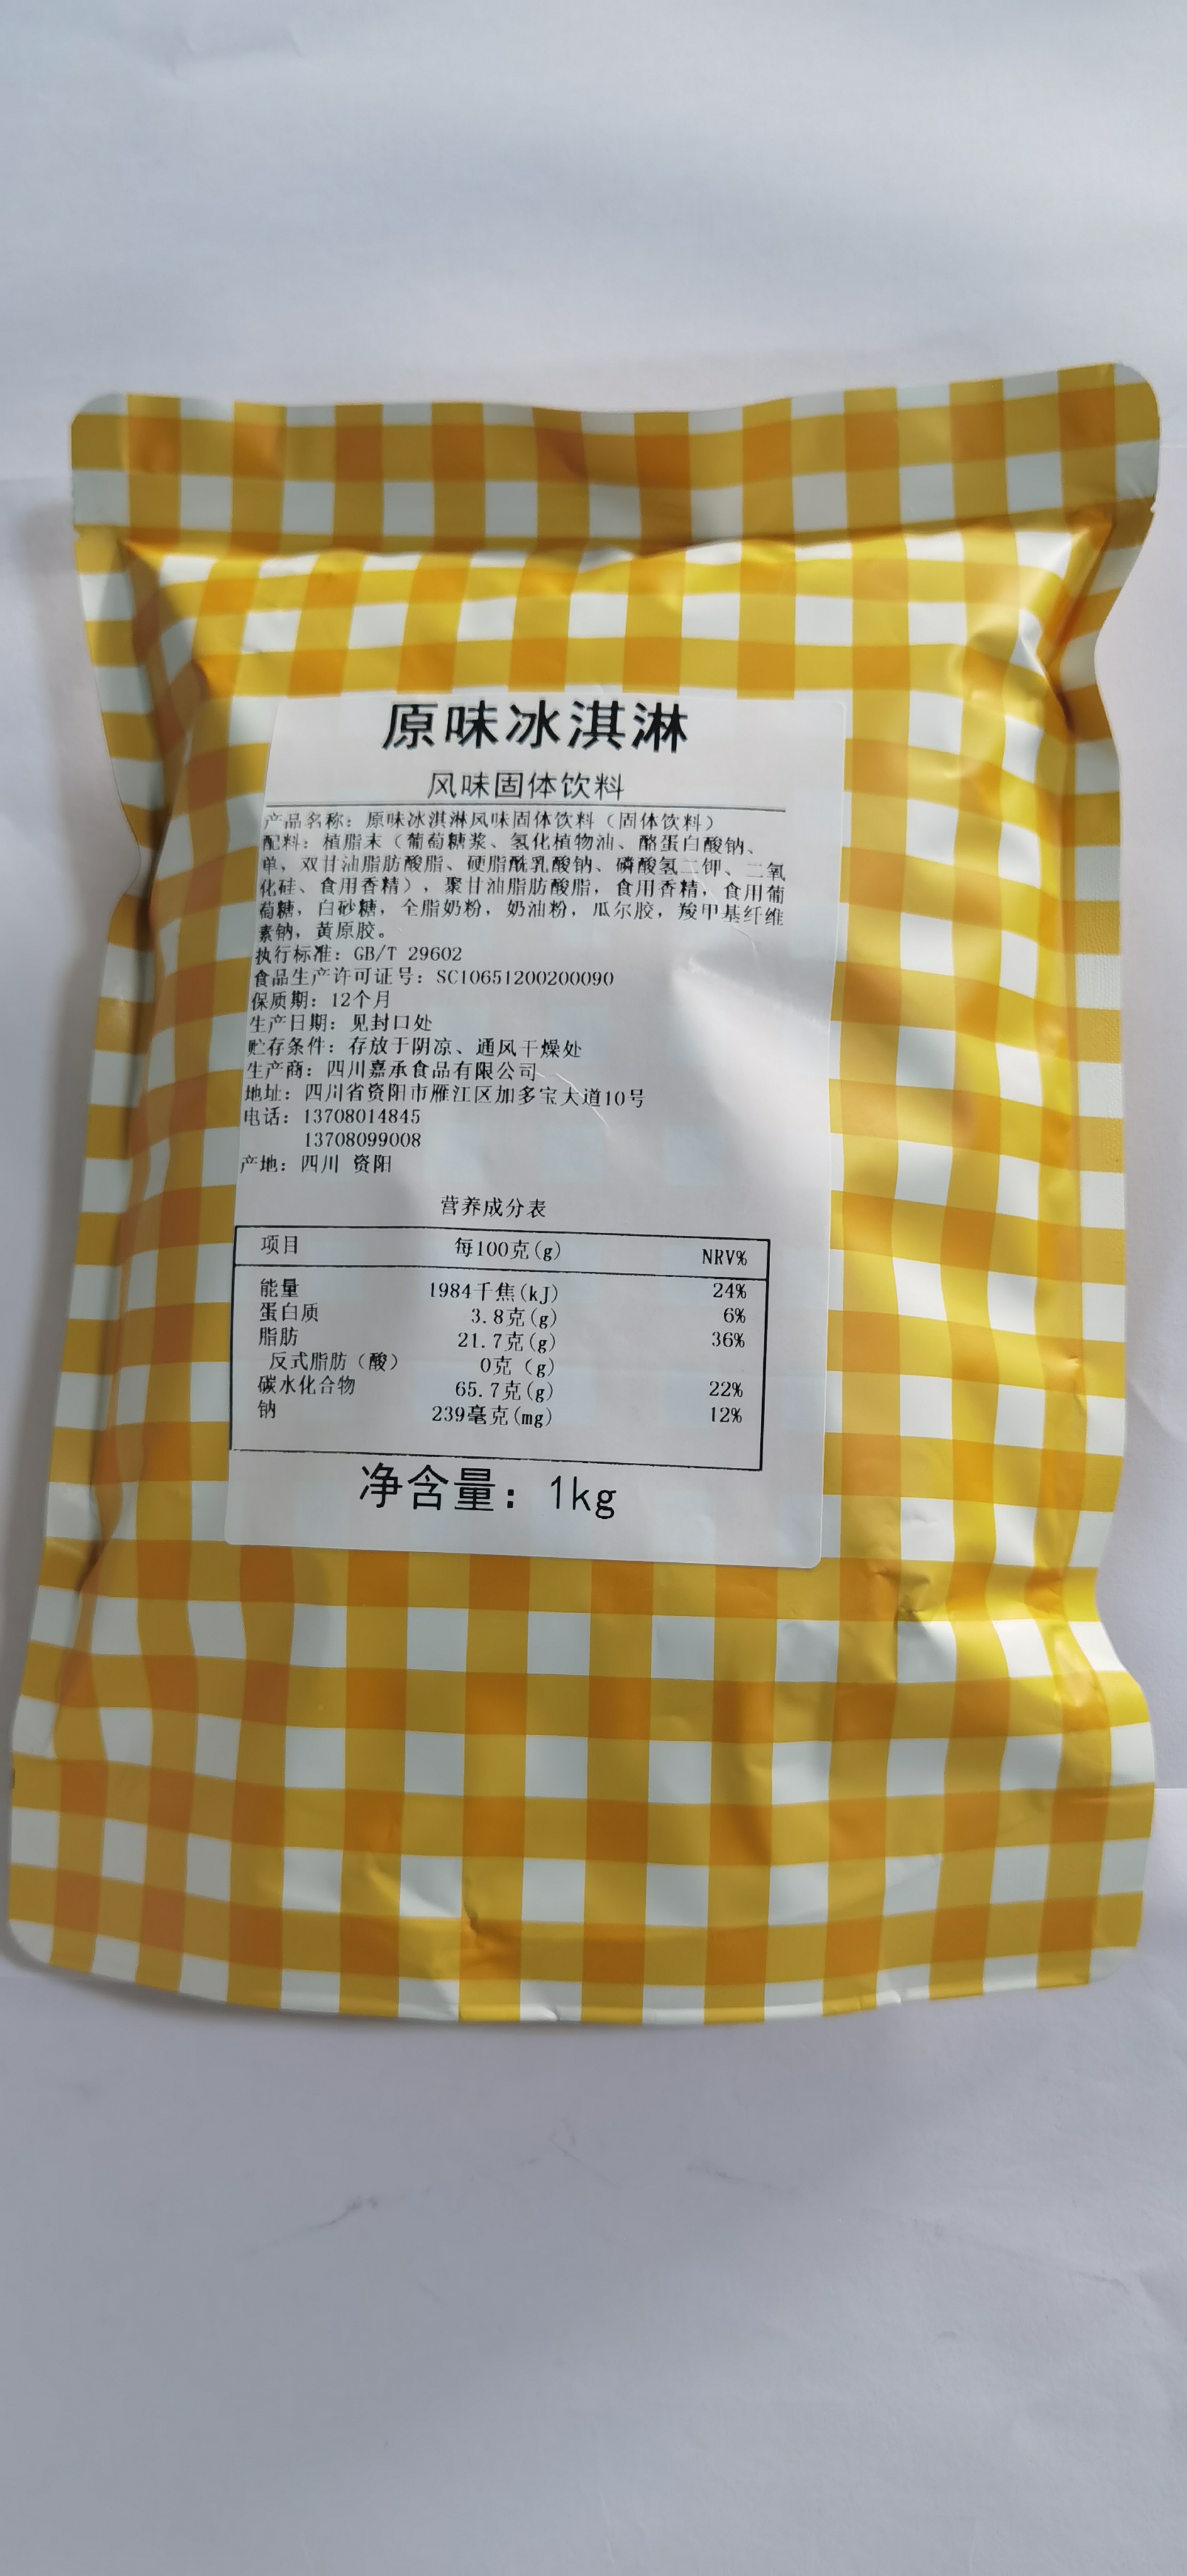 原味冰淇淋
风味固体饮料
产品名称：原味冰淇淋风味固体饮料（固体饮料）
配料：植脂末（葡萄糖浆、氢化植物油、酪蛋白酸钠、
单，双甘油脂肪酸脂、硬脂酰乳酸钠、磷酸氢二钾、二氧
化硅、食用香精），聚甘油脂肪酸脂，食用香精，食用葡
萄糖，白砂糖，全脂奶粉，奶油粉，瓜尔胶，羧甲基纤维
素钠，黄原胶。
执行标准：GB/T 29602
食品生产许可证号：SC10651200200090
保质期：12个月
生产日期：见封口处
贮存条件：存放于阴凉、通风干燥处
生产商：四川嘉承食品有限公司
地址：四川省资阳市雁江区加多宝大道10号
电话：13708014845
13708099008
产地：四川 资阳
营养成分表
项目 每100克(g) NRV%
能量 1984千焦(kJ) 24%
蛋白质 3.8克(g) 6%
脂肪 21.7克(g) 36%
反式脂肪（酸） 0克（g）
碳水化合物 65.7克(g) 22%
钠 239毫克(mg) 12%
净含量：1kg